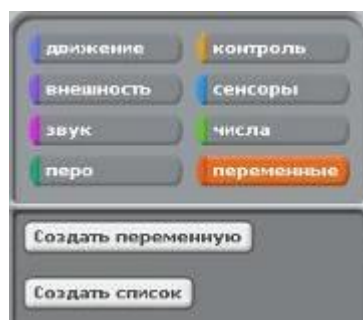 движение контроль
внешность сенсоры
звук числа
перо переменные
Создать переменную
Создать список